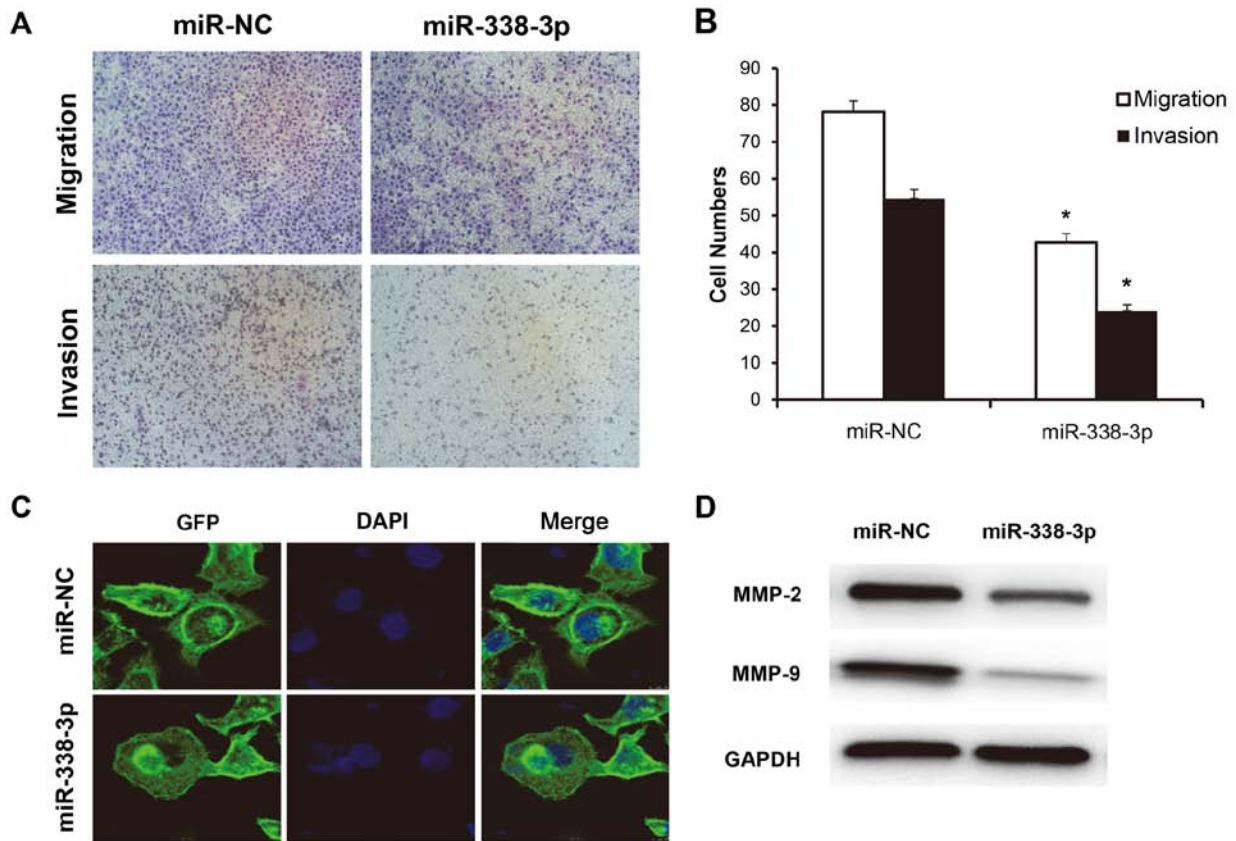 A
miR-NC
miR-338-3p
Migration
Invasion
B
90
80
70
60
50
40
30
20
10
0
Cell Numbers
Migration
Invasion
*
*
miR-NC
miR-338-3p
C
GFP
DAPI
Merge
miR-NC
miR-338-3p
D
miR-NC
miR-338-3p
MMP-2
MMP-9
GAPDH